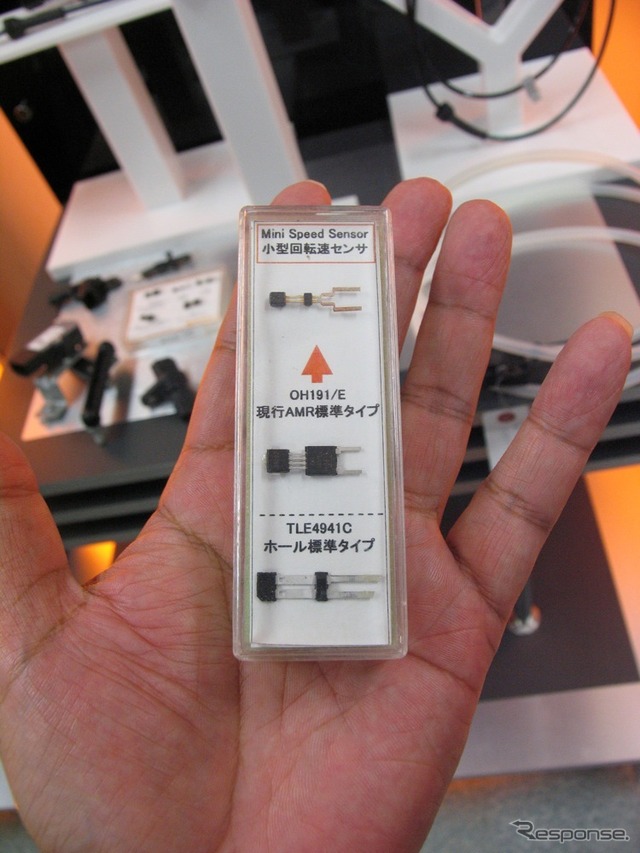 Mini Speed Sensor
小型回転速センサ
OH191/E
現行AMR標準タイプ
TLE4941C
ホール標準タイプ
Response.